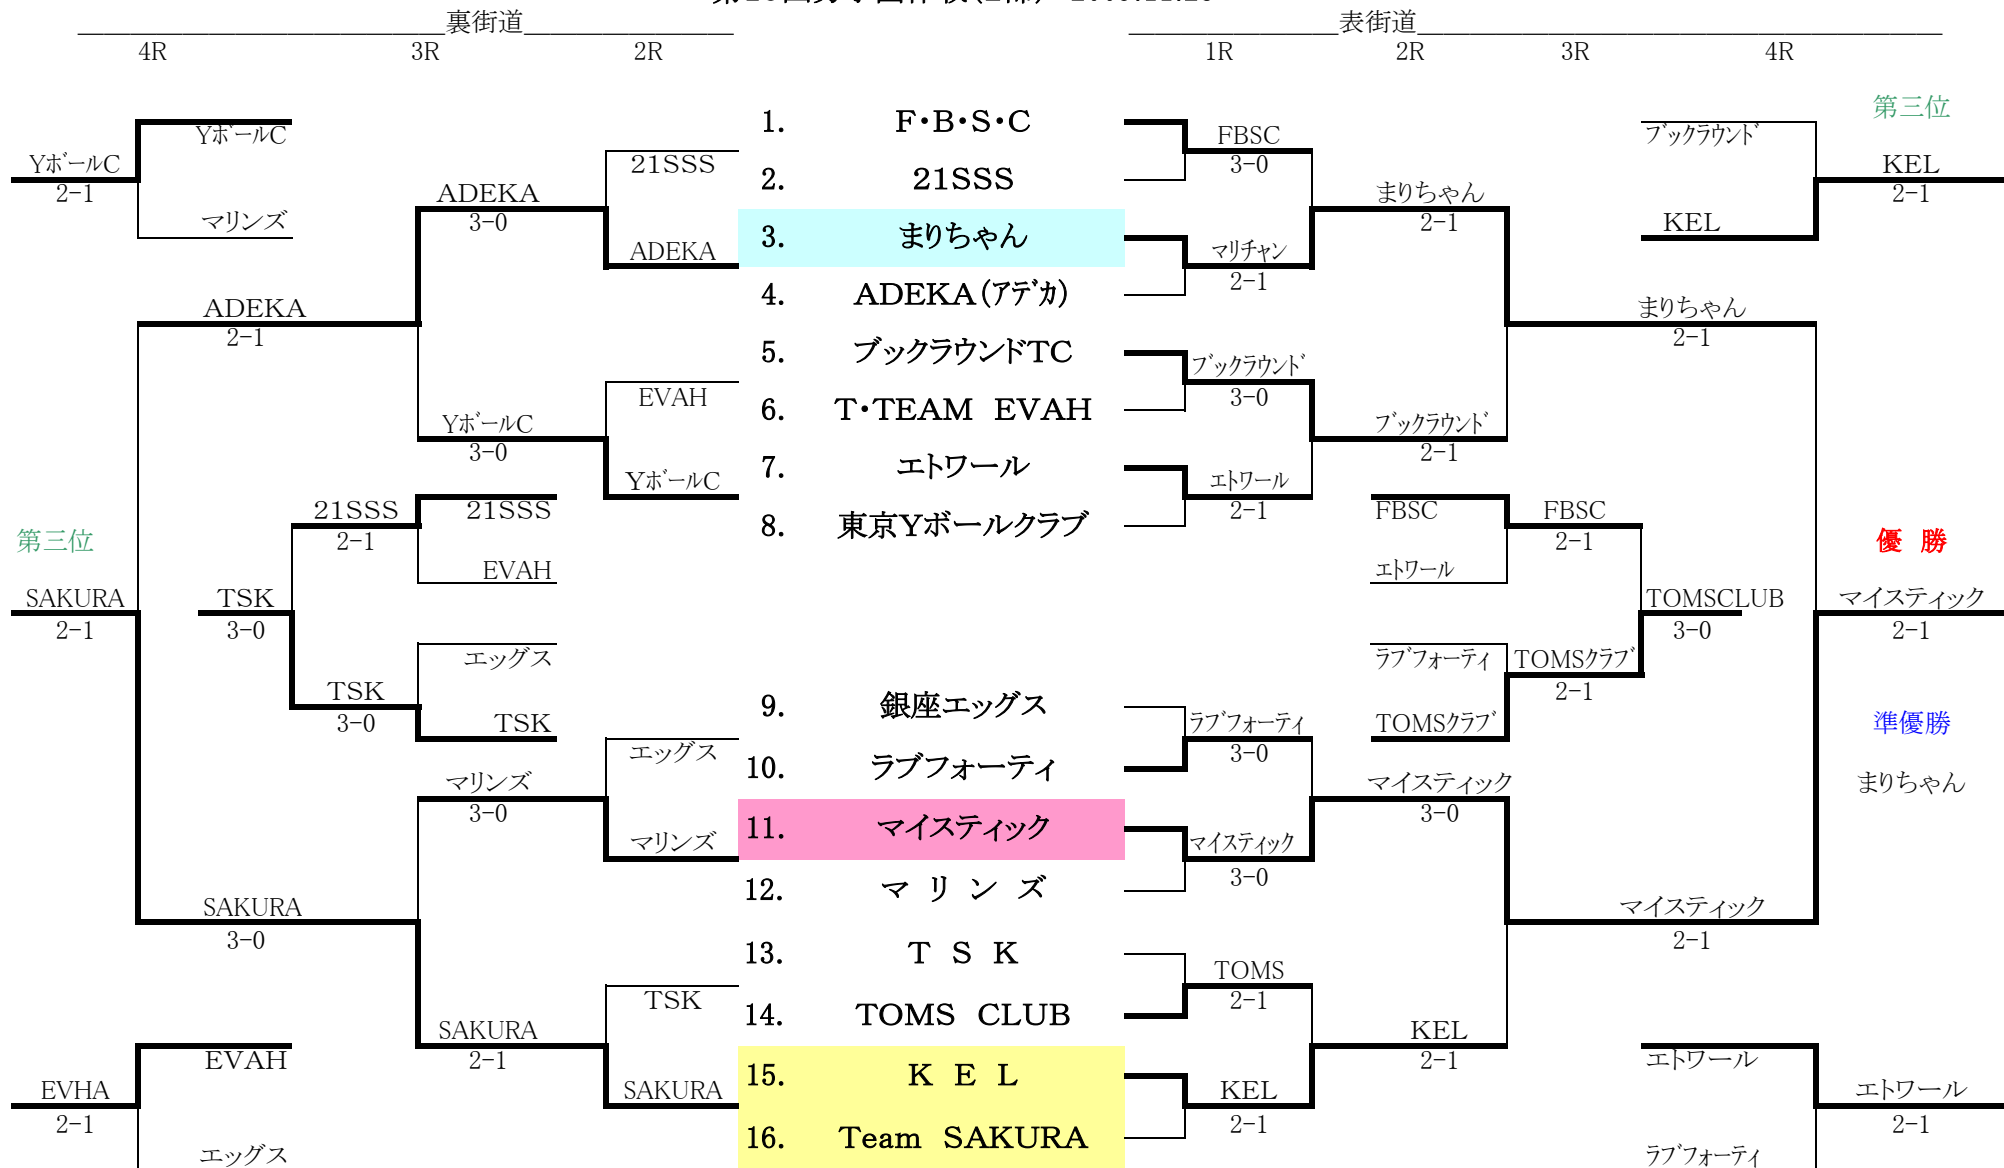 裏街道 表街道
4R 3R 2R 1R 2R 3R 4R
1. F・B・S・C
2. 21SSS
3. まりちゃん
4. ADEKA(アデカ)
5. ブックラウンドTC
6. T・TEAM EVAH
7. エトワール
8. 東京Yボールクラブ
9. 銀座エッグス
10. ラブフォーティ
11. マイスティック
12. マリンズ
13. TSK
14. TOMS CLUB
15. KEL
16. Team SAKURA
YボールC
YボールC
2-1
マリンズ
ADEKA
3-0
21SSS
ADEKA
ADEKA
2-1
EVAH
YボールC
3-0
YボールC
21SSS
2-1
21SSS
EVAH
第三位
SAKURA
2-1
TSK
3-0
エッグス
TSK
3-0
TSK
エッグス
マリンズ
3-0
マリンズ
SAKURA
3-0
TSK
SAKURA
2-1
SAKURA
EVAH
EVHA
2-1
エッグス
FBSC
3-0
まりちゃん
2-1
マリチャン
2-1
まりちゃん
2-1
ブックラウンド
3-0
ブックラウンド
2-1
エトワール
2-1
第三位
ブックラウンド
KEL
2-1
KEL
FBSC
FBSC
2-1
エトワール
TOMSCLUB
3-0
ラブフォーティ
TOMSクラブ
2-1
TOMSクラブ
優 勝
マイスティック
2-1
準優勝
まりちゃん
ラブフォーティ
3-0
マイスティック
3-0
マイスティック
3-0
マイスティック
2-1
TOMS
2-1
KEL
2-1
KEL
2-1
エトワール
エトワール
2-1
ラブフォーティ